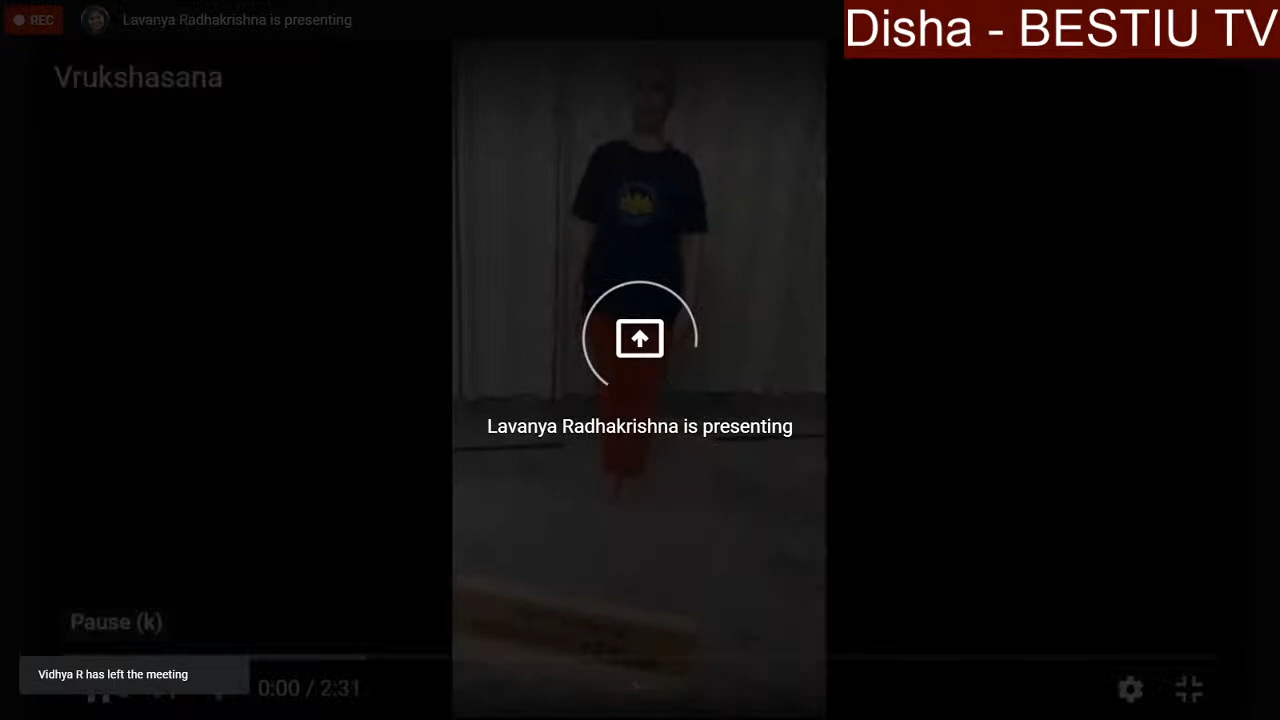 REC
Lavanya Radhakrishna is presenting
Disha - BESTIU TV
Vrukshasana
Lavanya Radhakrishna is presenting
Pause (k)
Vidhya R has left the meeting
0:00 / 2:31